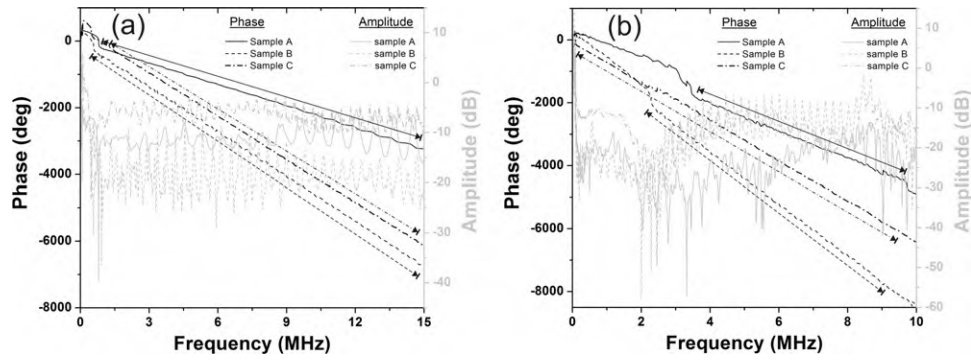 (a)
Phase Amplitude
Sample A sample A
Sample B sample B
Sample C sample C
0
-2000
-4000
-6000
-8000
Phase (deg)
10
0
-10
-20
-30
-40
Amplitude (dB)
0 3 6 9 12 15
Frequency (MHz)
(b)
Phase Amplitude
Sample A sample A
Sample B sample B
Sample C sample C
0
-2000
-4000
-6000
-8000
Phase (deg)
10
0
-10
-20
-30
-40
-50
-60
Amplitude (dB)
0 2 4 6 8 10
Frequency (MHz)